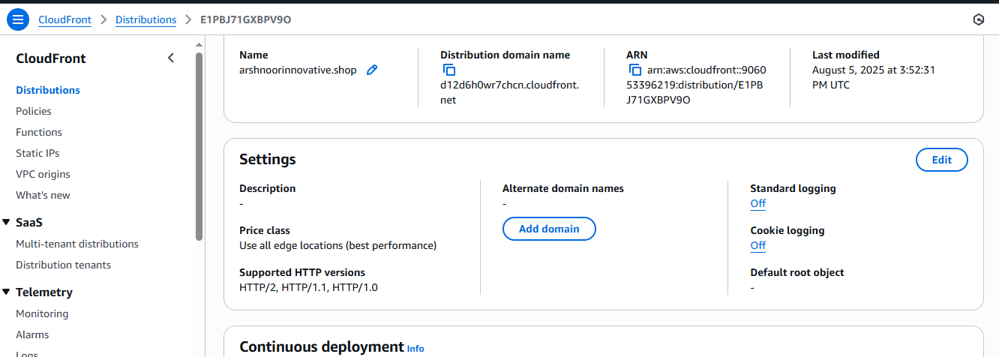 CloudFront
Distributions
E1PBJ71GXBPV9O
CloudFront
Distributions
Policies
Functions
Static IPs
VPC origins
What's new
SaaS
Multi-tenant distributions
Distribution tenants
Telemetry
Monitoring
Alarms
Logs
Name
arshnoorinnovative.shop
Distribution domain name
d12d6h0wr7chcn.cloudfront.
net
ARN
arn:aws:cloudfront::9060
53396219:distribution/E1PB
J71GXBPV9O
Last modified
August 5, 2025 at 3:52:31
PM UTC
Settings
Edit
Description
-
Price class
Use all edge locations (best performance)
Supported HTTP versions
HTTP/2, HTTP/1.1, HTTP/1.0
Alternate domain names
-
Add domain
Standard logging
Off
Cookie logging
Off
Default root object
-
Continuous deployment Info